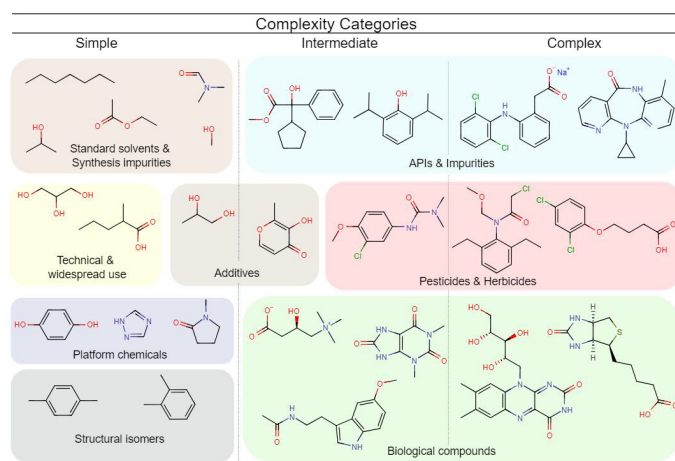 Complexity Categories
Simple
Intermediate
Complex
Standard solvents &
Synthesis impurities
APIs & Impurities
Technical &
widespread use
Additives
Pesticides & Herbicides
Platform chemicals
Structural isomers
Biological compounds